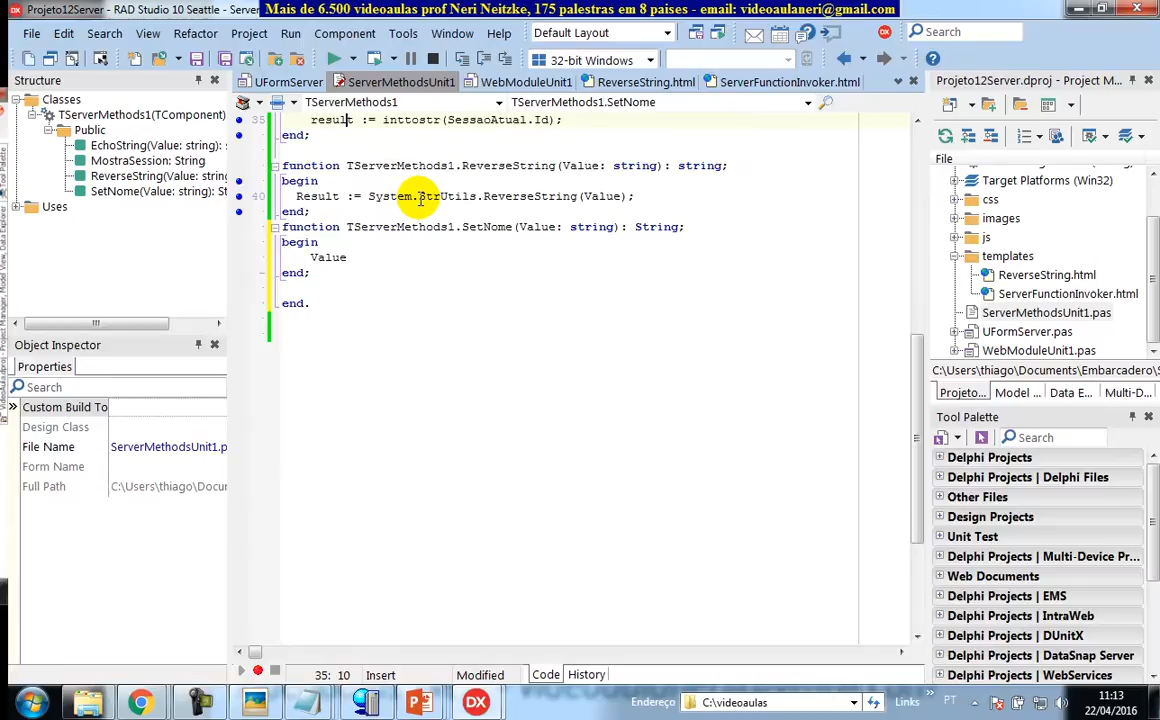 Projeto12Server - RAD Studio 10 Seattle - Server
Mais de 6.500 videoaulas prof Neri Neitzke, 175 palestras em 8 paises - email: videoaulaneri@gmail.com
File Edit Search View Refactor Project Run Component Tools Window Help
Default Layout
Search
32-bit Windows
Structure
UFormServer ServerMethodsUnit1 WebModuleUnit1 ReverseString.html ServerFunctionInvoker.html
Projeto12Server.dproj - Project M...
TServerMethods1
TServerMethods1.SetNome
Classes
TServerMethods1(TComponent)
Public
EchoString(Value: string): s
MostraSession: String
ReverseString(Value: string)
SetNome(Value: string): St
Uses
35 result := inttostr(SessaoAtual.Id);
end;
function TServerMethods1.ReverseString(Value: string): string;
begin
40 Result := System.StrUtils.ReverseString(Value);
end;
function TServerMethods1.SetNome(Value: string): String;
begin
Value
end;
end.
File
Target Platforms (Win32)
css
images
js
templates
ReverseString.html
ServerFunctionInvoker.html
ServerMethodsUnit1.pas
UFormServer.pas
WebModuleUnit1.pas
C:\Users\thiago\Documents\Embarcadero\S
Projeto... Model ... Data E... Multi-D...
Object Inspector
Properties
Search
Custom Build To
Design Class
File Name ServerMethodsUnit1.p
Form Name
Full Path C:\Users\thiago\Docu
Tool Palette
Search
Delphi Projects
Delphi Projects | Delphi Files
Other Files
Design Projects
Unit Test
Delphi Projects | Multi-Device Pr...
Web Documents
Delphi Projects | EMS
Delphi Projects | IntraWeb
Delphi Projects | DUnitX
Delphi Projects | DataSnap Server
Delphi Projects | WebServices
35: 10 Insert Modified Code History
Endereço C:\videoaulas Links PT
11:13
22/04/2016